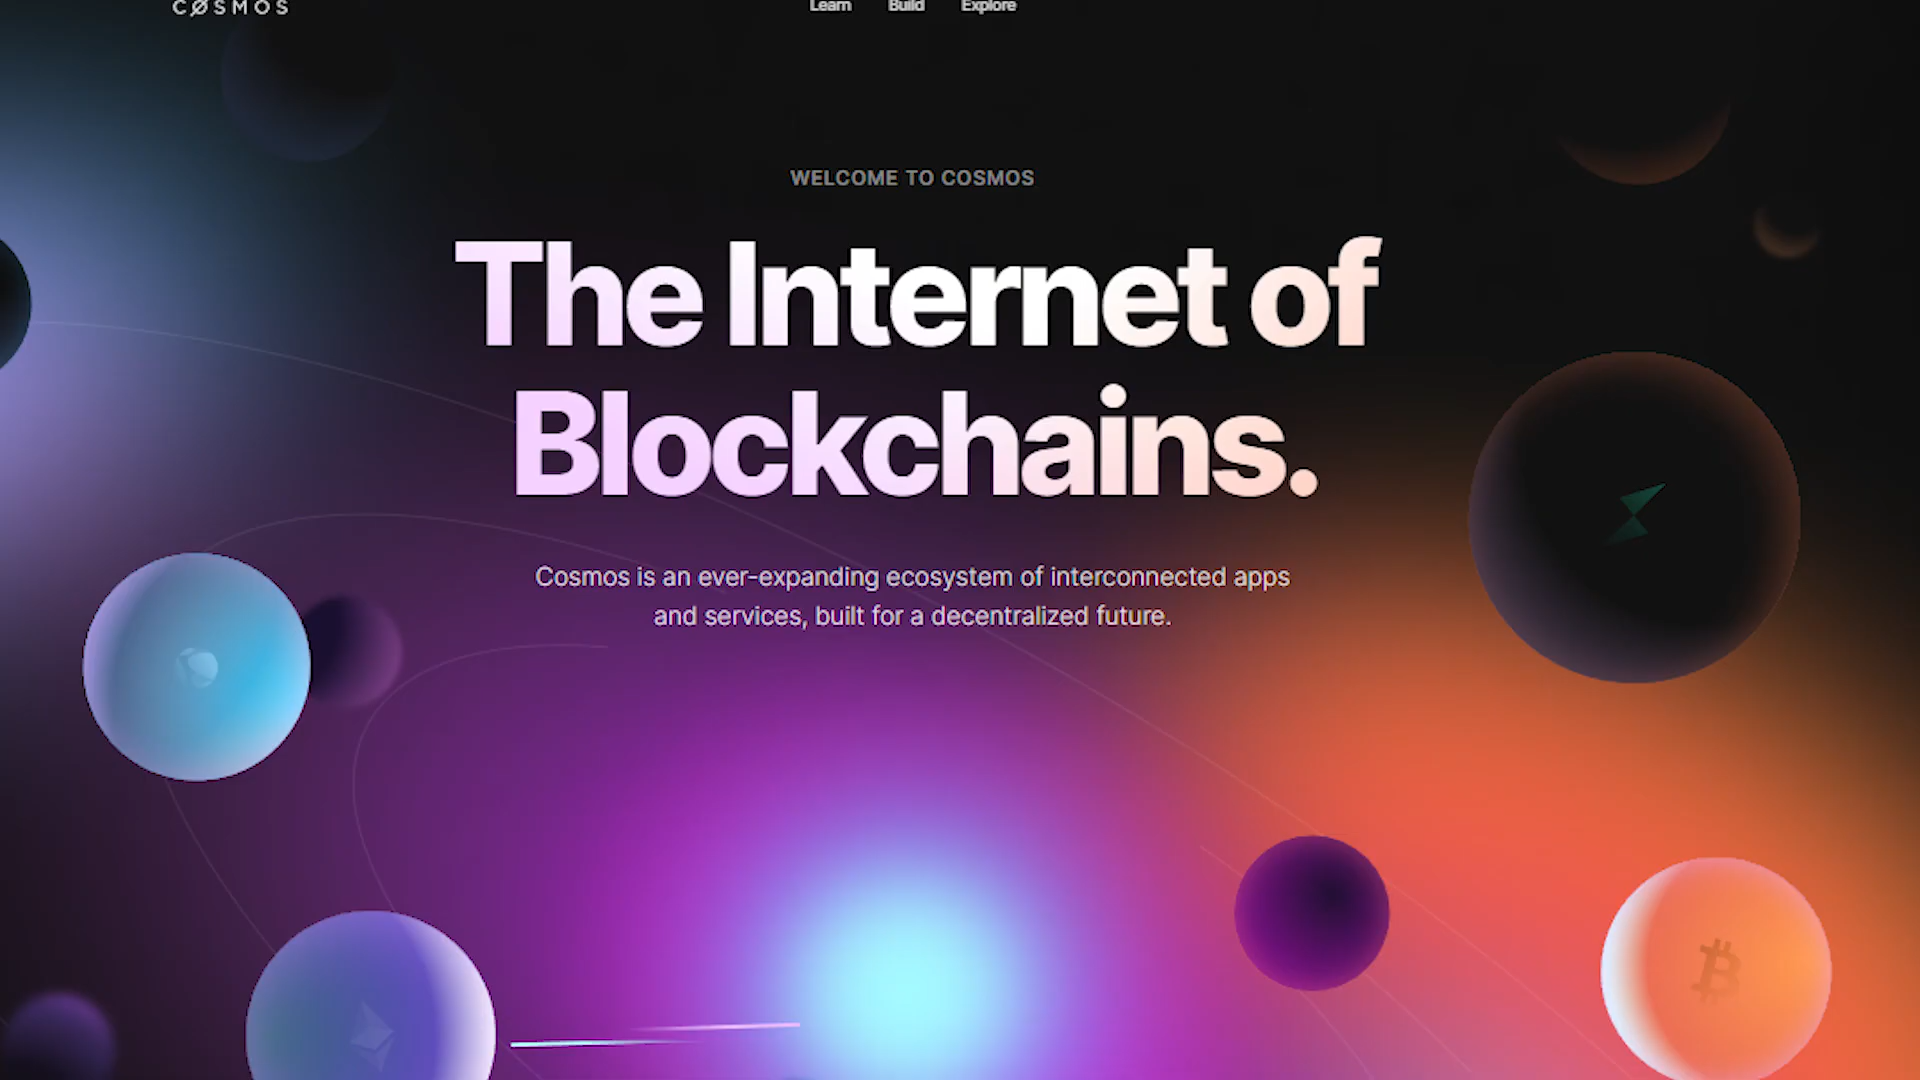 CØSMOS
Learn Build Explore
WELCOME TO COSMOS
The Internet of
Blockchains.
Cosmos is an ever-expanding ecosystem of interconnected apps
and services, built for a decentralized future.